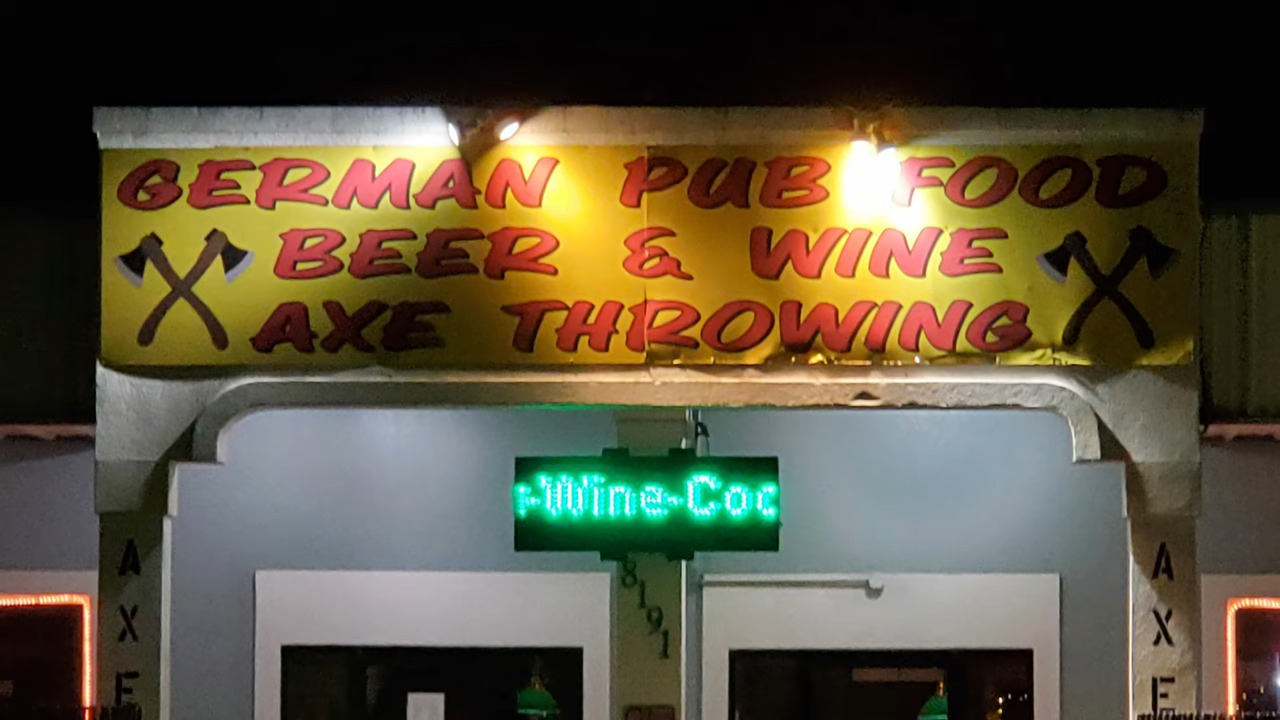 GERMAN PUB FOOD
BEER & WINE
AXE THROWING
-Wine-Coc
8191
AXE
AXE